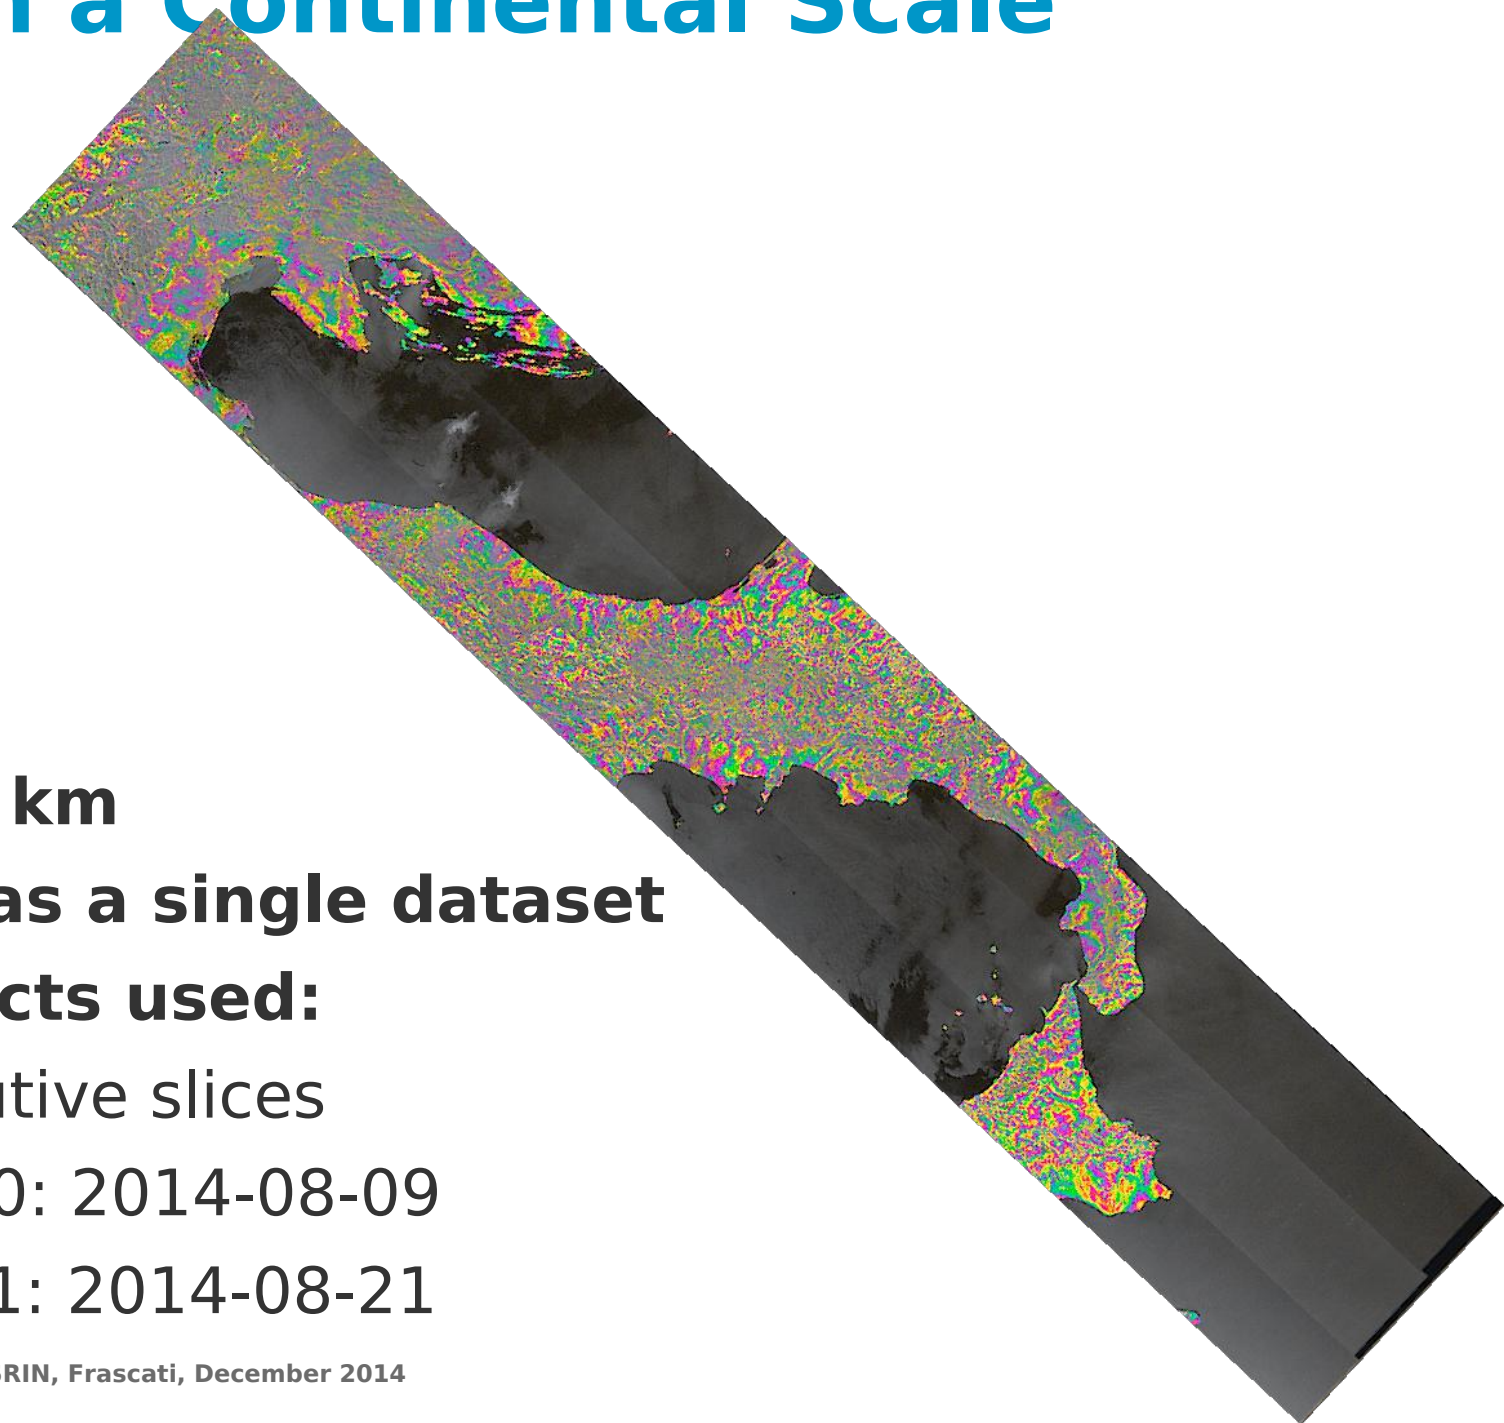 a Continental Scale
km
as a single dataset
cts used:
utive slices
0: 2014-08-09
1: 2014-08-21
RIN, Frascati, December 2014